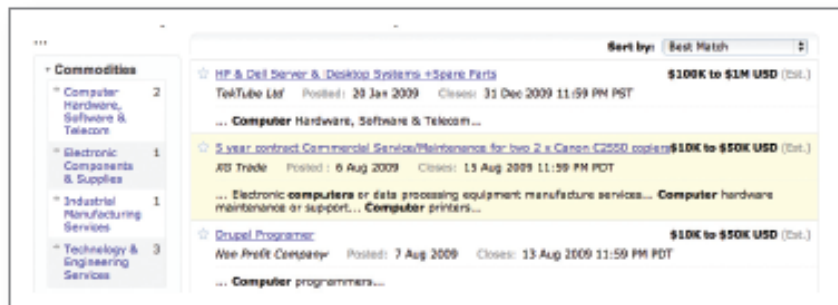 ...
Sort by: Best Match
Commodities
Computer 2
Hardware,
Software &
Telecom
Electronic 1
Components
& Supplies
Industrial 1
Manufacturing
Services
Technology & 3
Engineering
Services
HP & Dell Server & Desktop Systems +Spare Parts $100K to $1M USD (Est.)
TekTube Ltd Posted: 20 Jan 2009 Closes: 31 Dec 2009 11:59 PM PST
... Computer Hardware, Software & Telecom...
5 year contract Commercial Service/Maintenance for two 2 x Canon C2550 copiers $10K to $50K USD (Est.)
XG Trade Posted: 6 Aug 2009 Closes: 15 Aug 2009 11:59 PM PDT
... Electronic computers or data processing equipment manufacture services... Computer hardware
maintenance or support... Computer printers...
Drupal Programer $10K to $50K USD (Est.)
Non Profit Company Posted: 7 Aug 2009 Closes: 13 Aug 2009 11:59 PM PDT
... Computer programmers...